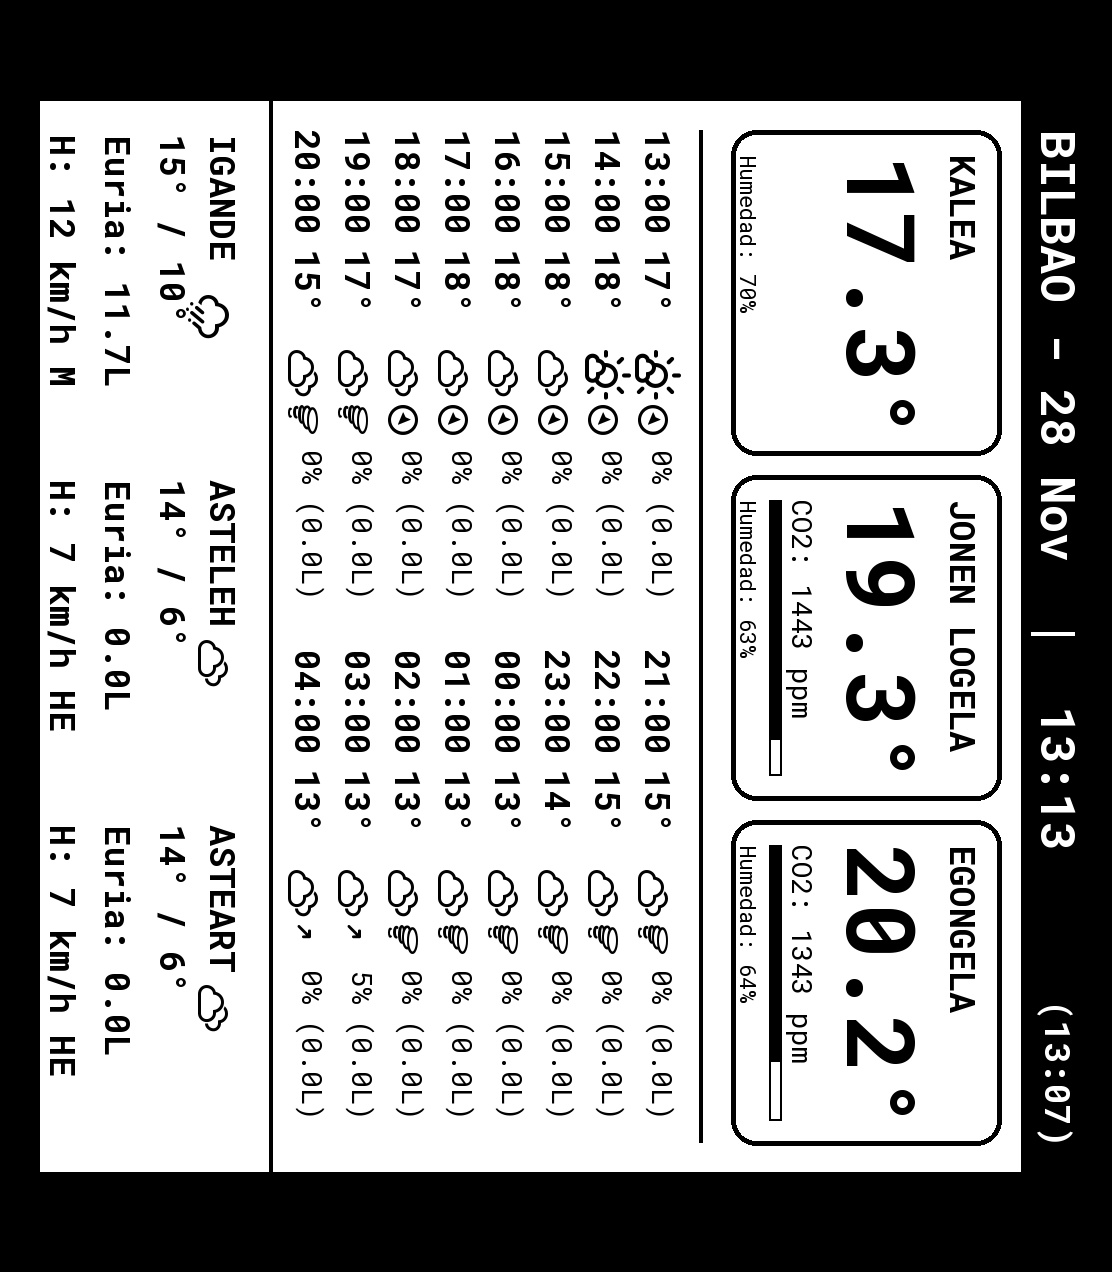 BILBAO - 28 Nov | 13:13 (13:07)
KALEA
17.3°
Humedad: 70%
JONEN LOGELA
19.3°
CO2: 1443 ppm
Humedad: 63%
EGONGELA
20.2°
CO2: 1343 ppm
Humedad: 64%
13:00 17° 0% (0.0L)
14:00 18° 0% (0.0L)
15:00 18° 0% (0.0L)
16:00 18° 0% (0.0L)
17:00 18° 0% (0.0L)
18:00 17° 0% (0.0L)
19:00 17° 0% (0.0L)
20:00 15° 0% (0.0L)
21:00 15° 0% (0.0L)
22:00 15° 0% (0.0L)
23:00 14° 0% (0.0L)
00:00 13° 0% (0.0L)
01:00 13° 0% (0.0L)
02:00 13° 0% (0.0L)
03:00 13° 5% (0.0L)
04:00 13° 0% (0.0L)
IGANDE
15° / 10°
Euria: 11.7L
H: 12 km/h M
ASTELEH
14° / 6°
Euria: 0.0L
H: 7 km/h HE
ASTEART
14° / 6°
Euria: 0.0L
H: 7 km/h HE